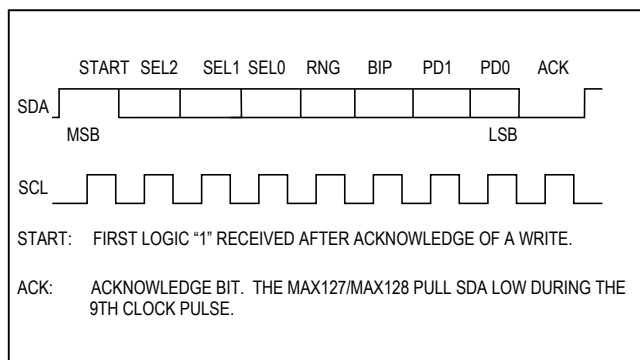 START SEL2 SEL1 SEL0 RNG BIP PD1 PD0 ACK
SDA
MSB LSB
SCL
START: FIRST LOGIC “1” RECEIVED AFTER ACKNOWLEDGE OF A WRITE.
ACK: ACKNOWLEDGE BIT. THE MAX127/MAX128 PULL SDA LOW DURING THE
9TH CLOCK PULSE.